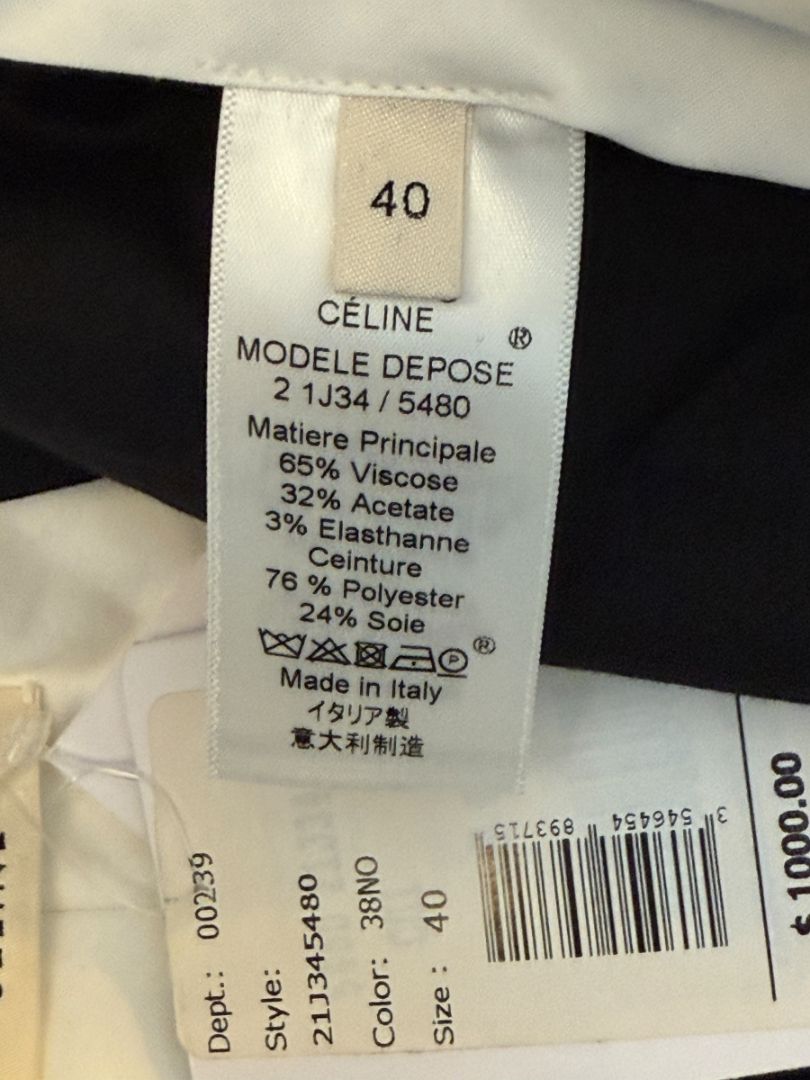 40
CÉLINE
®
MODELE DEPOSE
2 1J34 / 5480
Matiere Principale
65% Viscose
32% Acetate
3% Elasthanne
Ceinture
76 % Polyester
24% Soie
®
P
Made in Italy
イタリア製
意大利制造
Dept.: 00239
Style:
21J345480
Color: 38NO
Size : 40
3 546454 893715
$ 1000.00